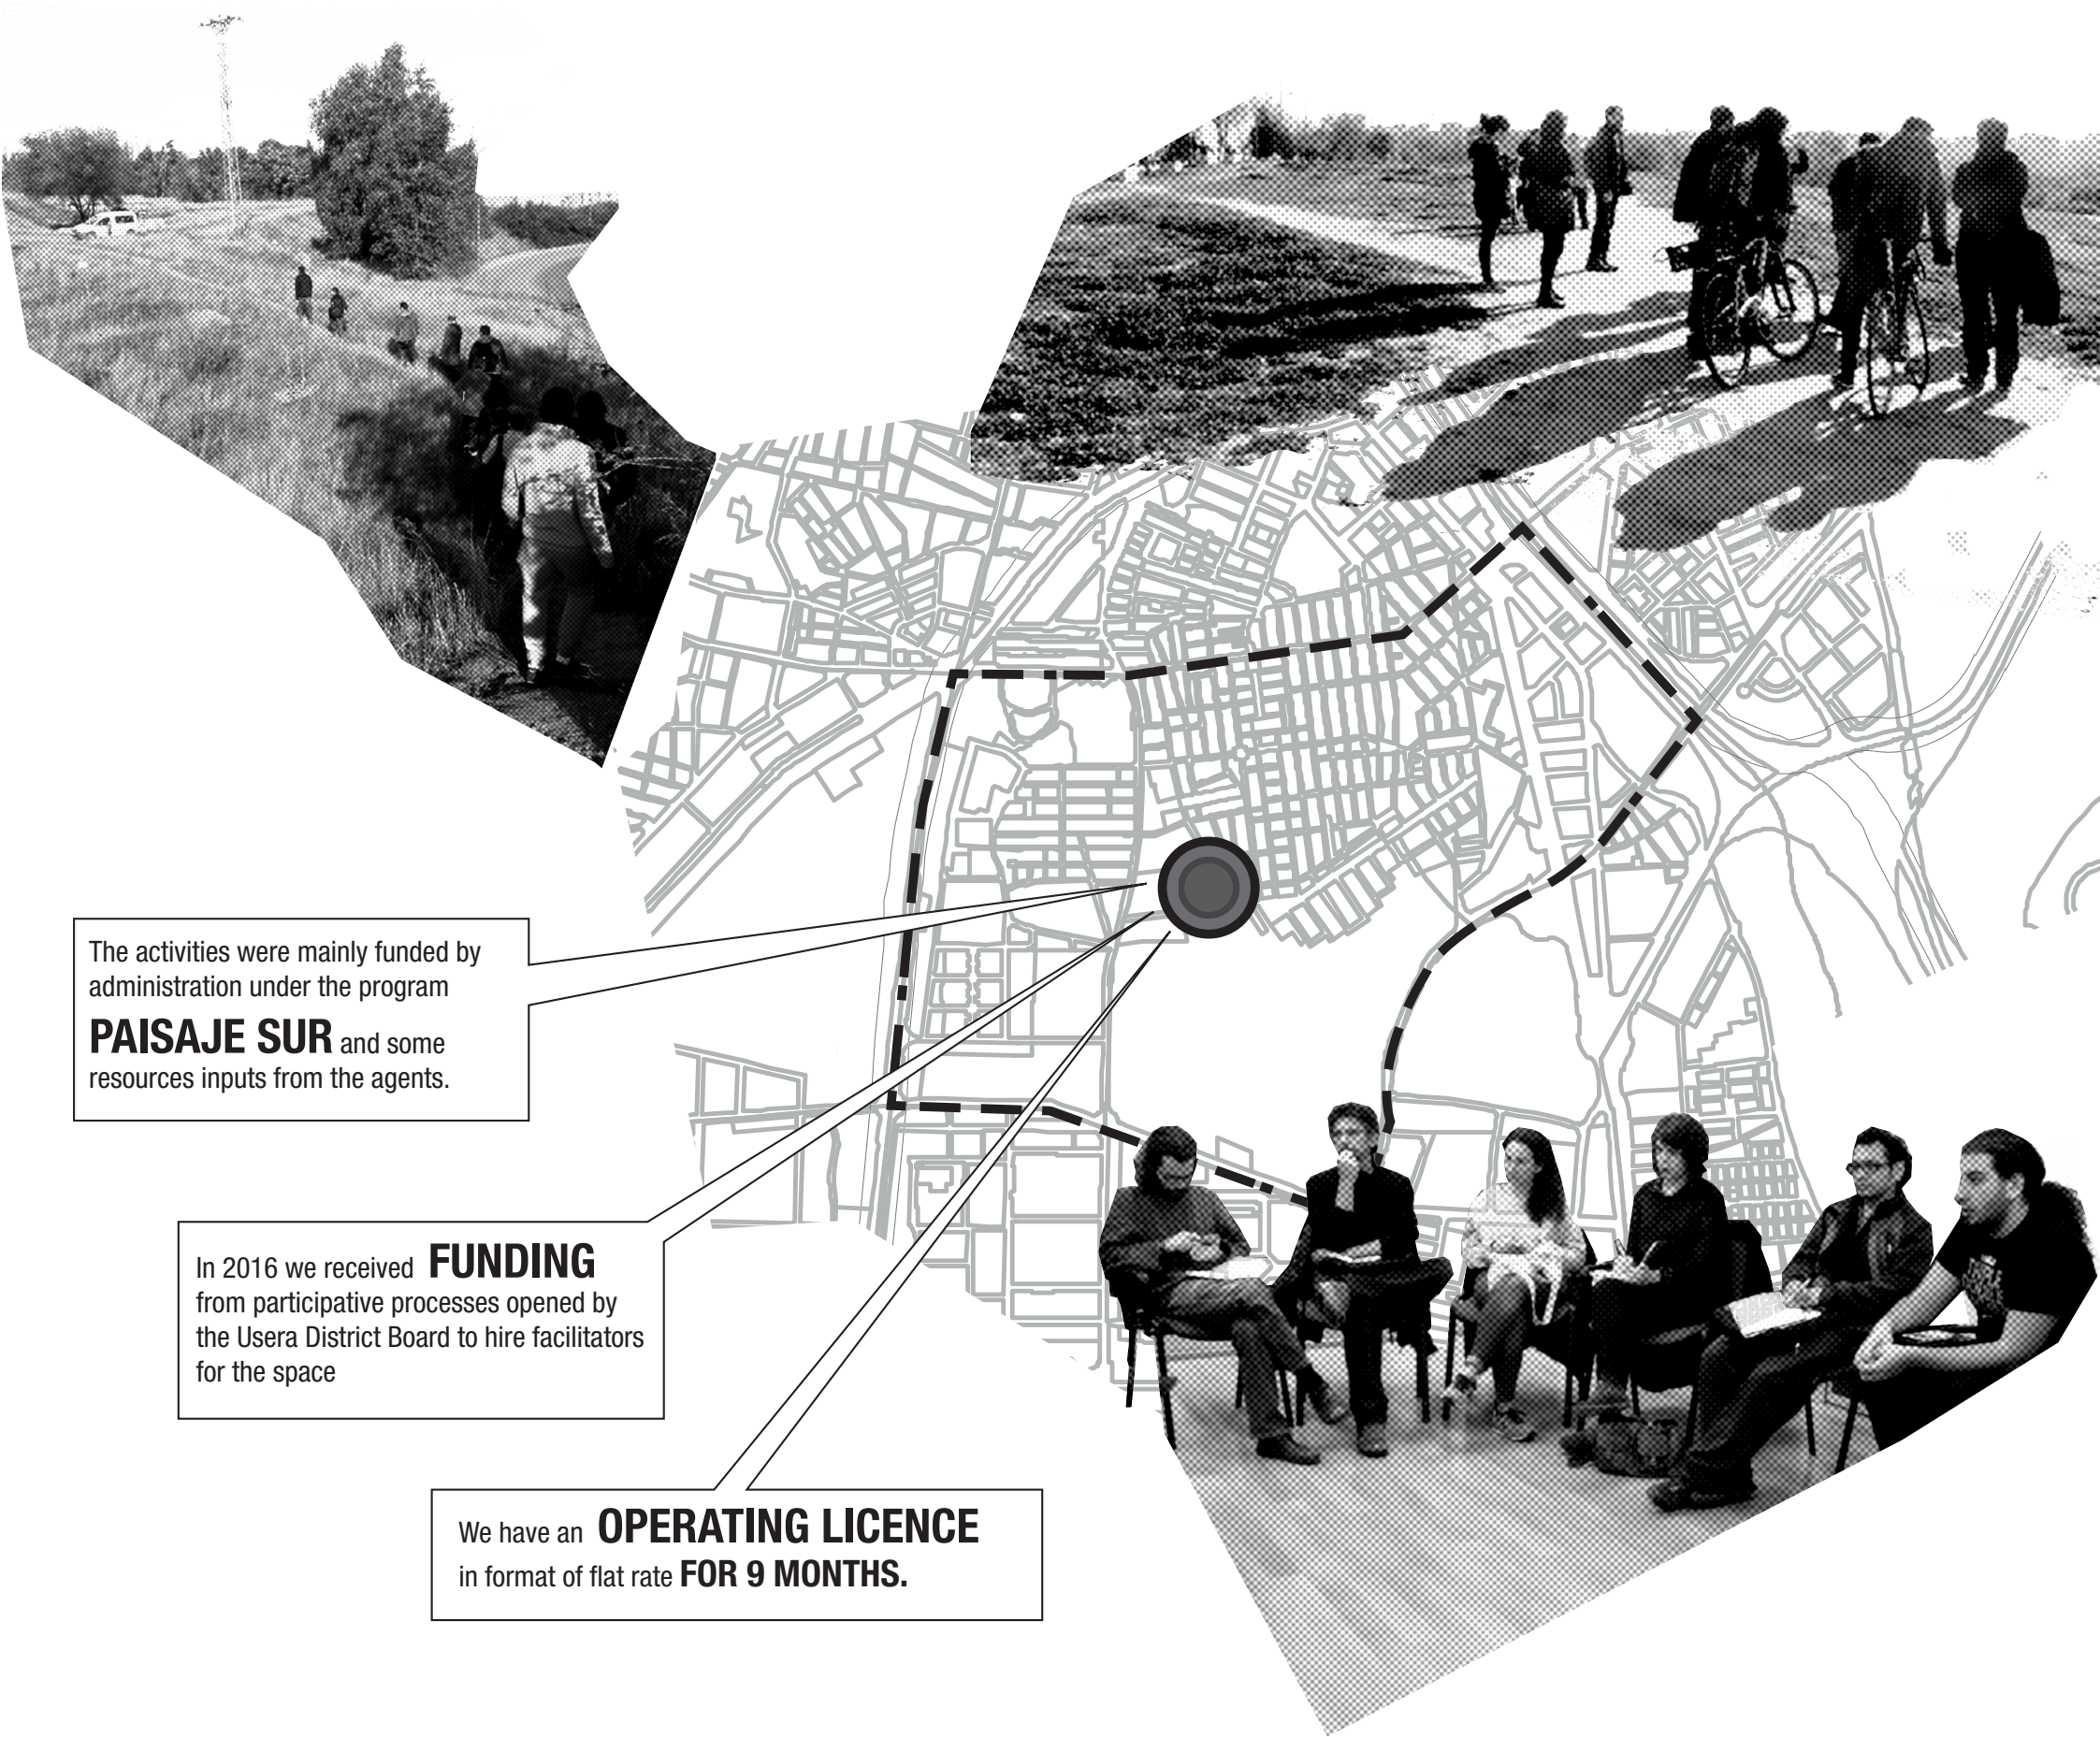 The activities were mainly funded by
administration under the program
PAISAJE SUR and some
resources inputs from the agents.
In 2016 we received FUNDING
from participative processes opened by
the Usera District Board to hire facilitators
for the space
We have an OPERATING LICENCE
in format of flat rate FOR 9 MONTHS.